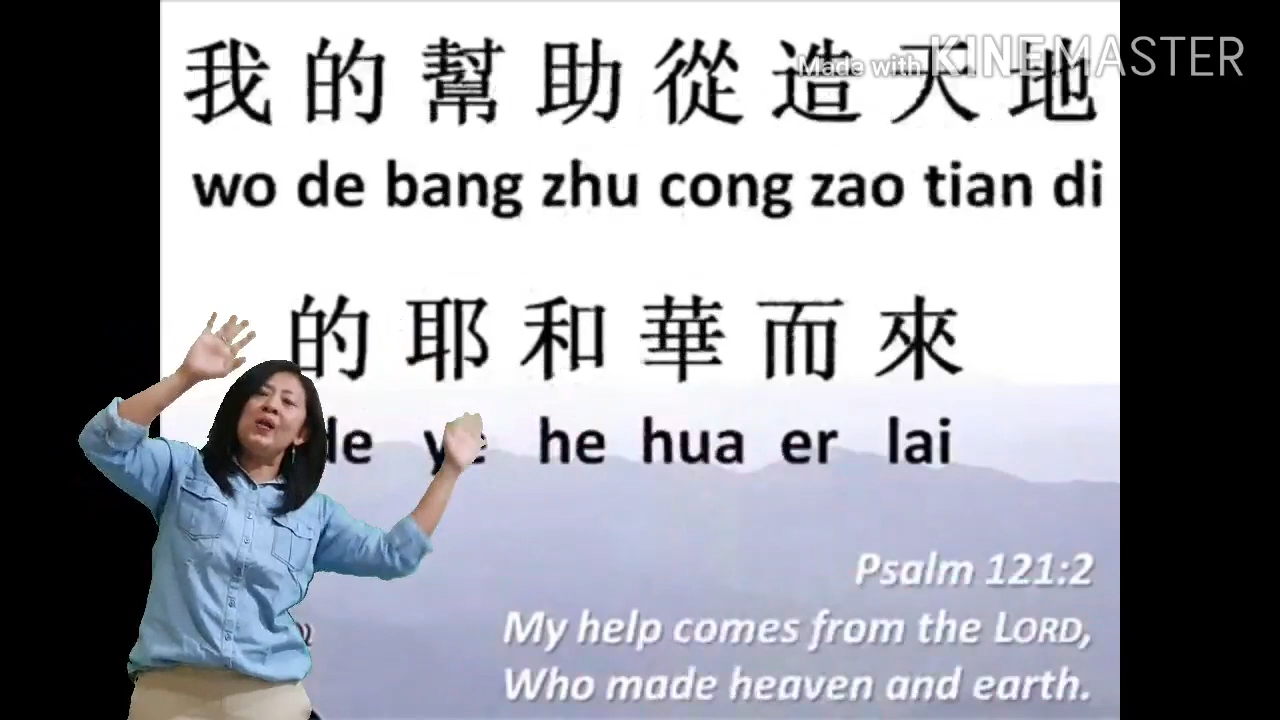 我的幫助從造天地
Made with KINEMASTER
wo de bang zhu cong zao tian di
的耶和華而來
de ye he hua er lai
Psalm 121:2
My help comes from the LORD,
Who made heaven and earth.